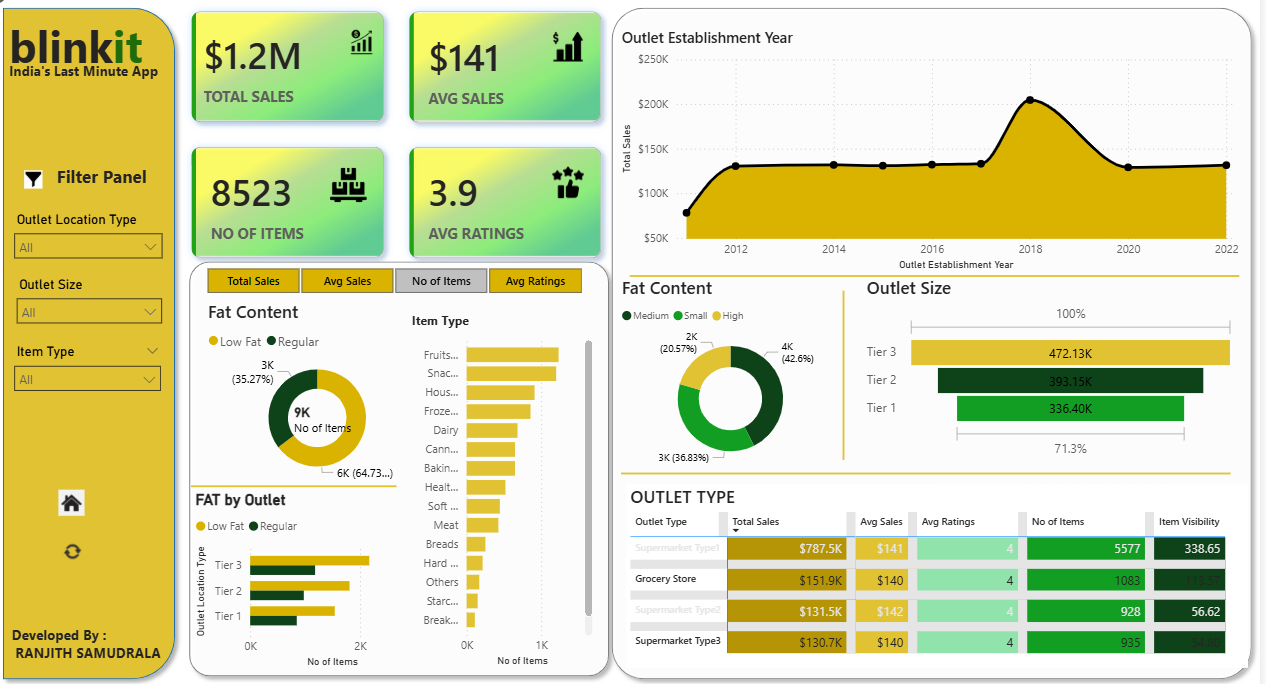 blinkit
India's Last Minute App
Filter Panel
Outlet Location Type
All
Outlet Size
All
Item Type
All
Developed By :
RANJITH SAMUDRALA
$1.2M
TOTAL SALES
$141
AVG SALES
8523
NO OF ITEMS
3.9
AVG RATINGS
Total Sales Avg Sales No of Items Avg Ratings
Fat Content
Low Fat Regular
3K
(35.27%)
9K
No of Items
6K (64.73...)
FAT by Outlet
Low Fat Regular
Outlet Location Type
Tier 3
Tier 2
Tier 1
0K 2K
No of Items
Item Type
Fruits...
Snac...
Hous...
Froze...
Dairy
Cann...
Bakin...
Healt...
Soft ...
Meat
Breads
Hard ...
Others
Starc...
Break...
0K 1K
No of Items
Outlet Establishment Year
Total Sales
$250K
$200K
$150K
$100K
$50K
2012 2014 2016 2018 2020 2022
Outlet Establishment Year
Fat Content
Medium Small High
2K
(20.57%)
4K
(42.6%)
3K (36.83%)
Outlet Size
100%
Tier 3 472.13K
Tier 2 393.15K
Tier 1 336.40K
71.3%
OUTLET TYPE
Outlet Type Total Sales Avg Sales Avg Ratings No of Items Item Visibility
Supermarket Type1 $787.5K $141 4 5577 338.65
Grocery Store $151.9K $140 4 1083
Supermarket Type2 $131.5K $142 4 928 56.62
Supermarket Type3 $130.7K $140 4 935